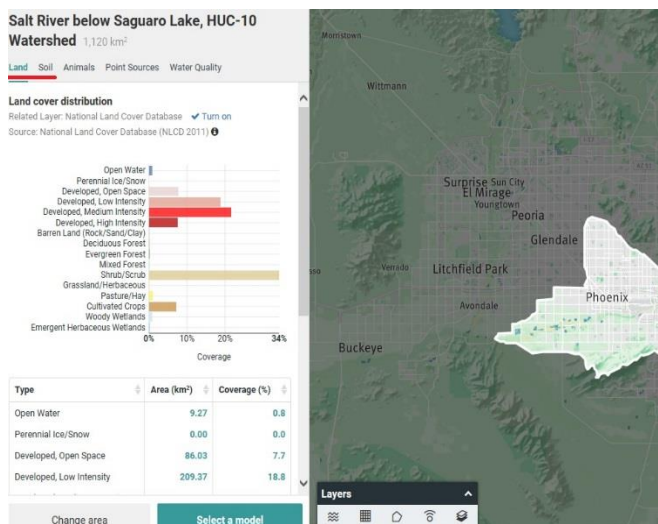 Salt River below Saguaro Lake, HUC-10
Watershed 1,120 km²
Land Soil Animals Point Sources Water Quality
Land cover distribution
Related Layer: National Land Cover Database Turn on
Source: National Land Cover Database (NLCD 2011)
Open Water
Perennial Ice/Snow
Developed, Open Space
Developed, Low Intensity
Developed, Medium Intensity
Developed, High Intensity
Barren Land (Rock/Sand/Clay)
Deciduous Forest
Evergreen Forest
Mixed Forest
Shrub/Scrub
Grassland/Herbaceous
Pasture/Hay
Cultivated Crops
Woody Wetlands
Emergent Herbaceous Wetlands
0% 10% 20% 34%
Coverage
Type Area (km²) Coverage (%)
Open Water 9.27 0.8
Perennial Ice/Snow 0.00 0.0
Developed, Open Space 86.03 7.7
Developed, Low Intensity 209.37 18.8
Change area Select a model
Morristown
Wittmann
Surprise Sun City
El Mirage
Youngtown
Peoria
Glendale
Litchfield Park
Avondale
Phoenix
Buckeye
Layers